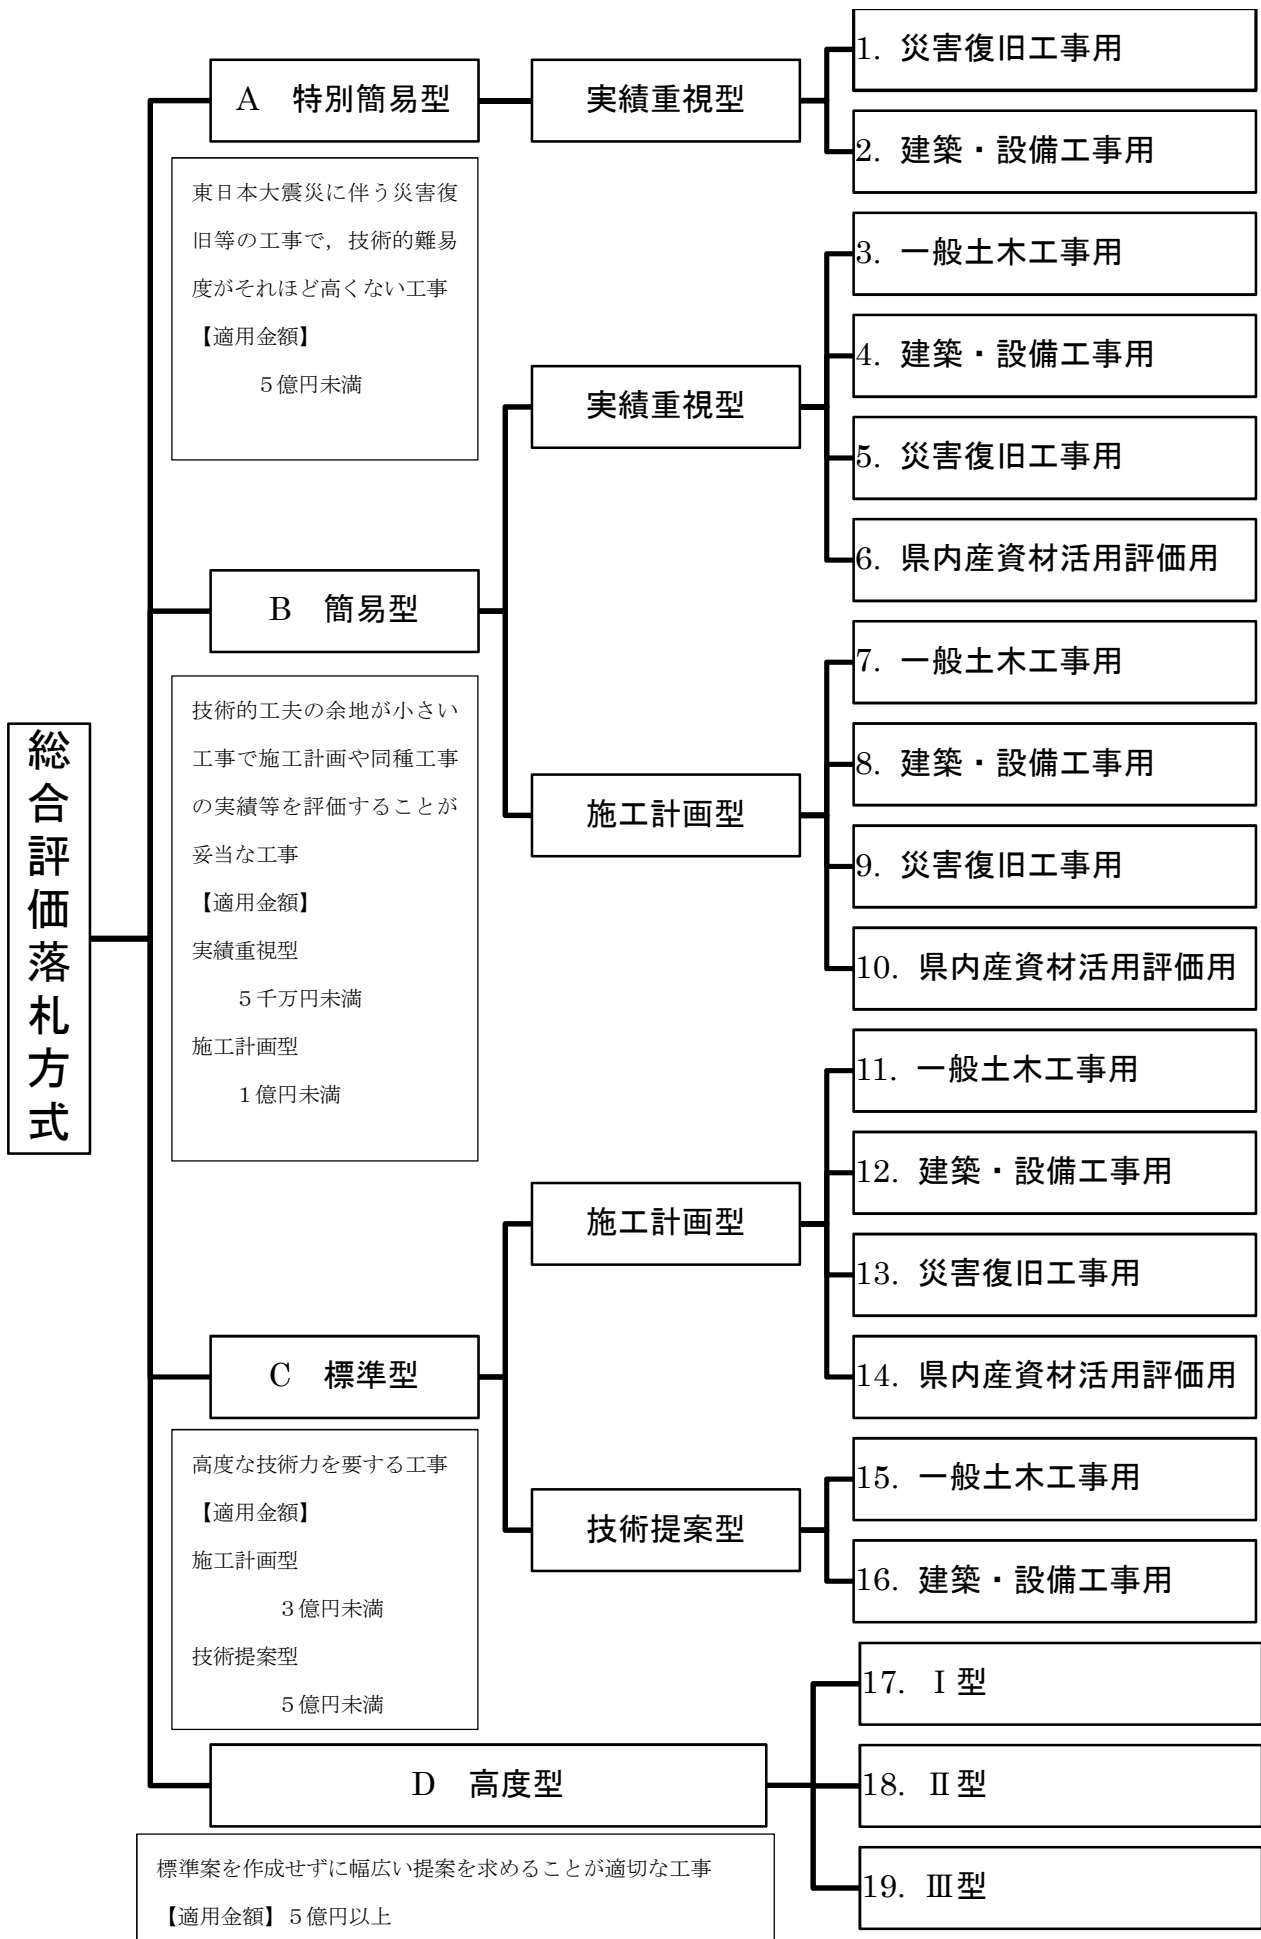 総合評価落札方式
A 特別簡易型
東日本大震災に伴う災害復
旧等の工事で，技術的難易
度がそれほど高くない工事
【適用金額】
５億円未満
実績重視型
1. 災害復旧工事用
2. 建築・設備工事用
B 簡易型
技術的工夫の余地が小さい
工事で施工計画や同種工事
の実績等を評価することが
妥当な工事
【適用金額】
実績重視型
５千万円未満
施工計画型
１億円未満
実績重視型
3. 一般土木工事用
4. 建築・設備工事用
5. 災害復旧工事用
6. 県内産資材活用評価用
施工計画型
7. 一般土木工事用
8. 建築・設備工事用
9. 災害復旧工事用
10. 県内産資材活用評価用
C 標準型
高度な技術力を要する工事
【適用金額】
施工計画型
３億円未満
技術提案型
５億円未満
施工計画型
11. 一般土木工事用
12. 建築・設備工事用
13. 災害復旧工事用
14. 県内産資材活用評価用
技術提案型
15. 一般土木工事用
16. 建築・設備工事用
D 高度型
標準案を作成せずに幅広い提案を求めることが適切な工事
【適用金額】５億円以上
17. Ⅰ型
18. Ⅱ型
19. Ⅲ型